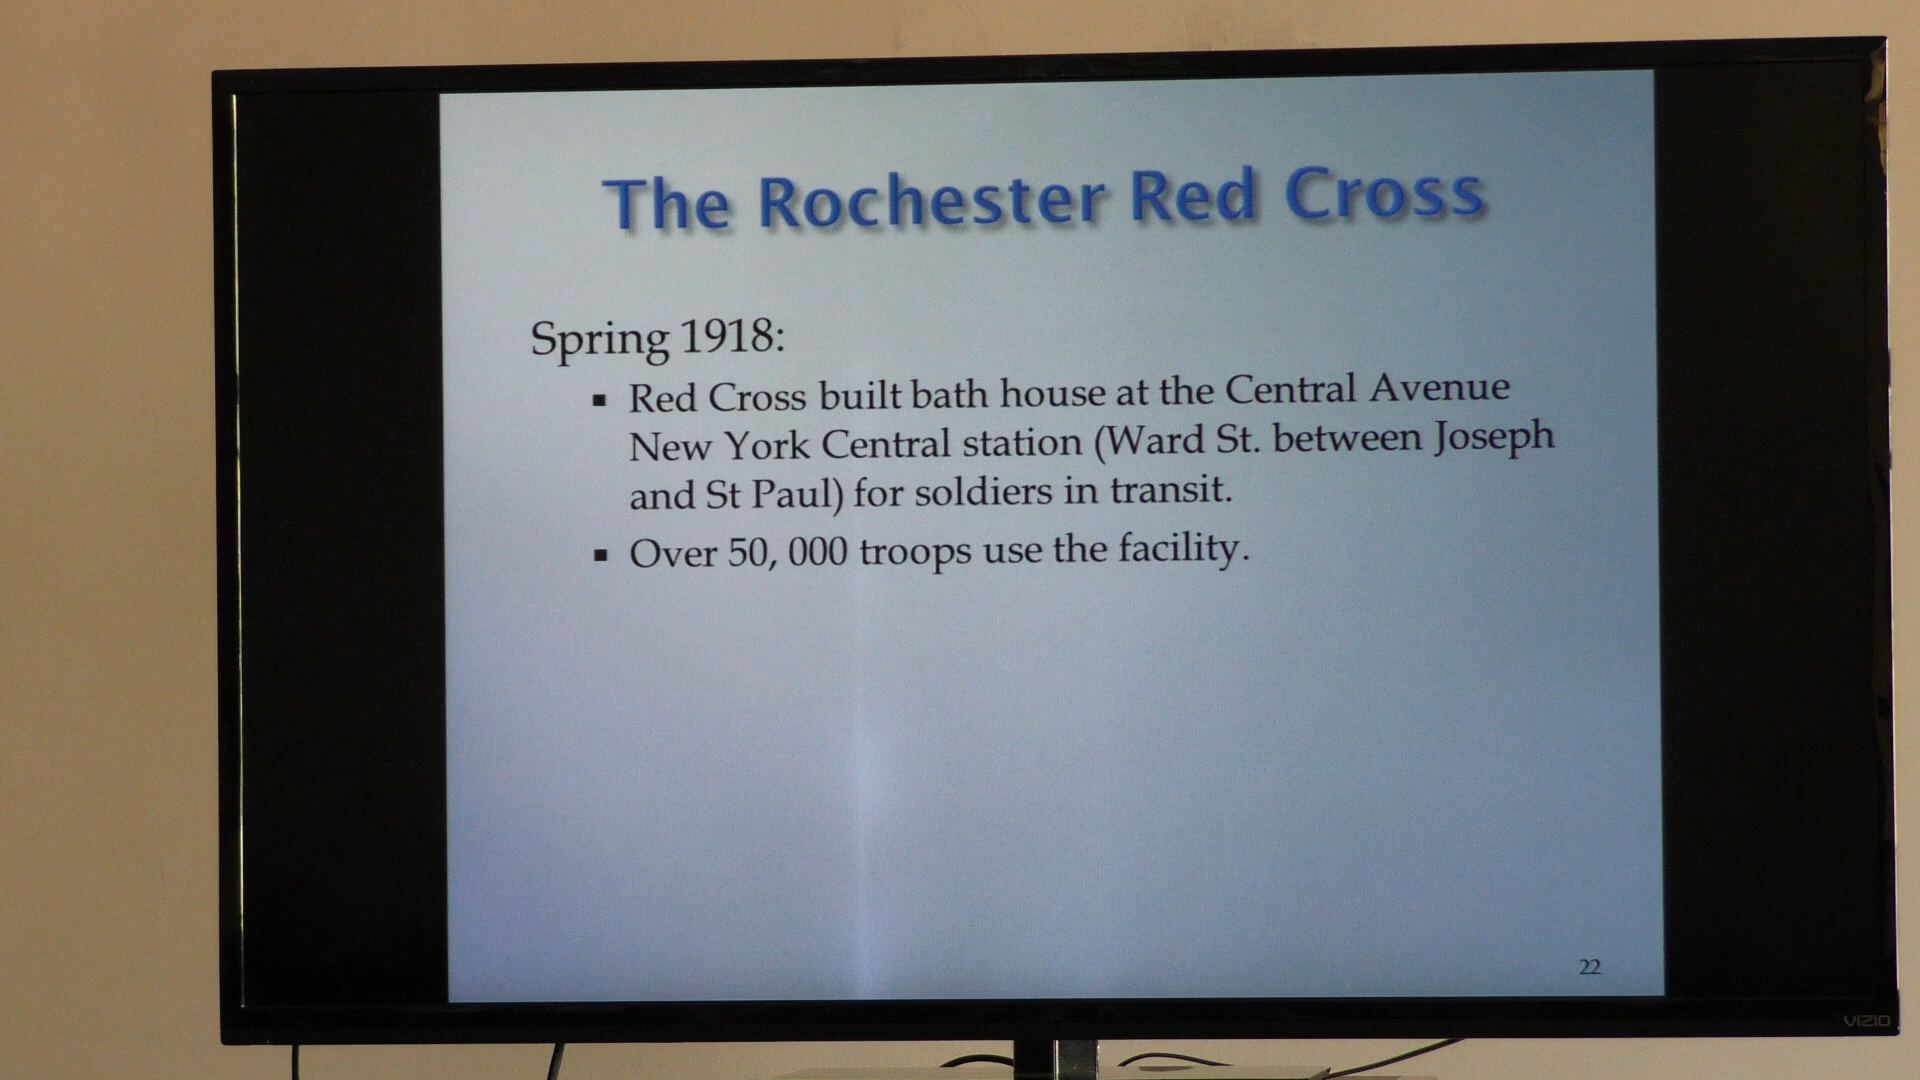 The Rochester Red Cross
Spring 1918:
▪ Red Cross built bath house at the Central Avenue
New York Central station (Ward St. between Joseph
and St Paul) for soldiers in transit.
▪ Over 50, 000 troops use the facility.
22
VIZIO